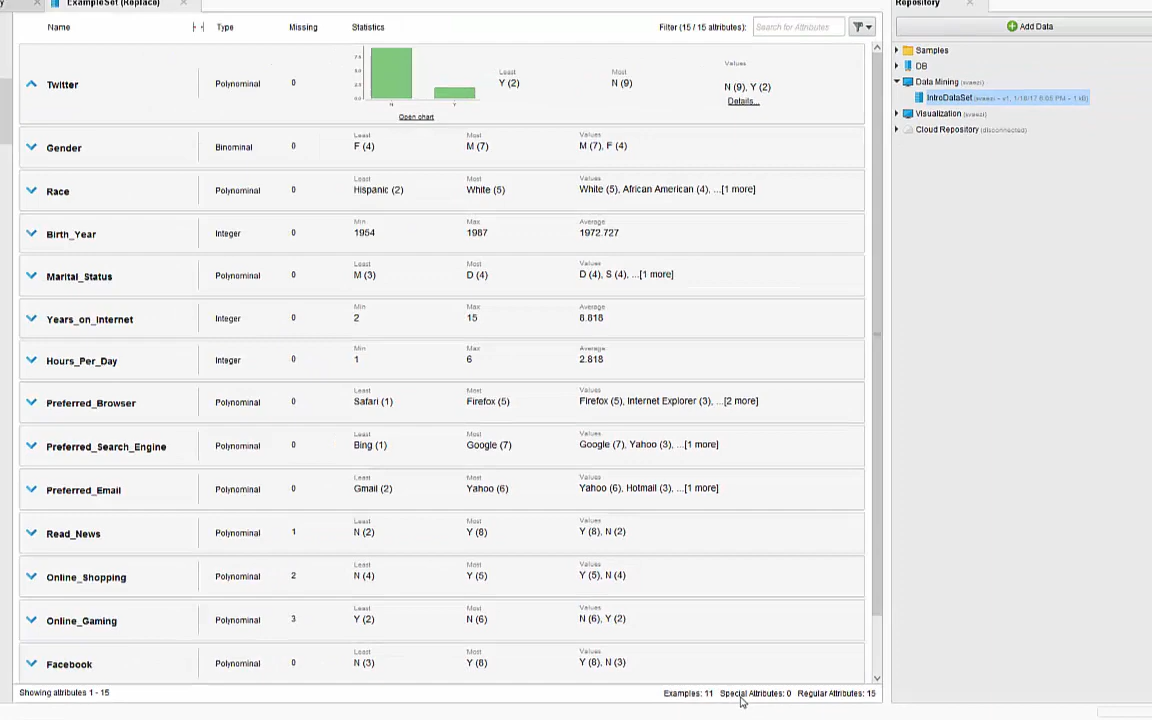 y ExampleSet (Replace)
Name Type Missing Statistics Filter (15 / 15 attributes): Search for Attributes
Twitter Polynominal 0 Least Y (2) Most N (9) Values N (9), Y (2)
Details...
Open chart
N Y
Gender Binominal 0 Least F (4) Most M (7) Values M (7), F (4)
Race Polynominal 0 Least Hispanic (2) Most White (5) Values White (5), African American (4), ...[1 more]
Birth_Year Integer 0 Min 1954 Max 1987 Average 1972.727
Marital_Status Polynominal 0 Least M (3) Most D (4) Values D (4), S (4), ...[1 more]
Years_on_Internet Integer 0 Min 2 Max 15 Average 8.818
Hours_Per_Day Integer 0 Min 1 Max 6 Average 2.818
Preferred_Browser Polynominal 0 Least Safari (1) Most Firefox (5) Values Firefox (5), Internet Explorer (3), ...[2 more]
Preferred_Search_Engine Polynominal 0 Least Bing (1) Most Google (7) Values Google (7), Yahoo (3), ...[1 more]
Preferred_Email Polynominal 0 Least Gmail (2) Most Yahoo (6) Values Yahoo (6), Hotmail (3), ...[1 more]
Read_News Polynominal 1 Least N (2) Most Y (8) Values Y (8), N (2)
Online_Shopping Polynominal 2 Least N (4) Most Y (5) Values Y (5), N (4)
Online_Gaming Polynominal 3 Least Y (2) Most N (6) Values N (6), Y (2)
Facebook Polynominal 0 Least N (3) Most Y (8) Values Y (8), N (3)
Showing attributes 1 - 15 Examples: 11 Special Attributes: 0 Regular Attributes: 15
Repository
Add Data
Samples
DB
Data Mining
IntroDataSet
Visualization
Cloud Repository (disconnected)